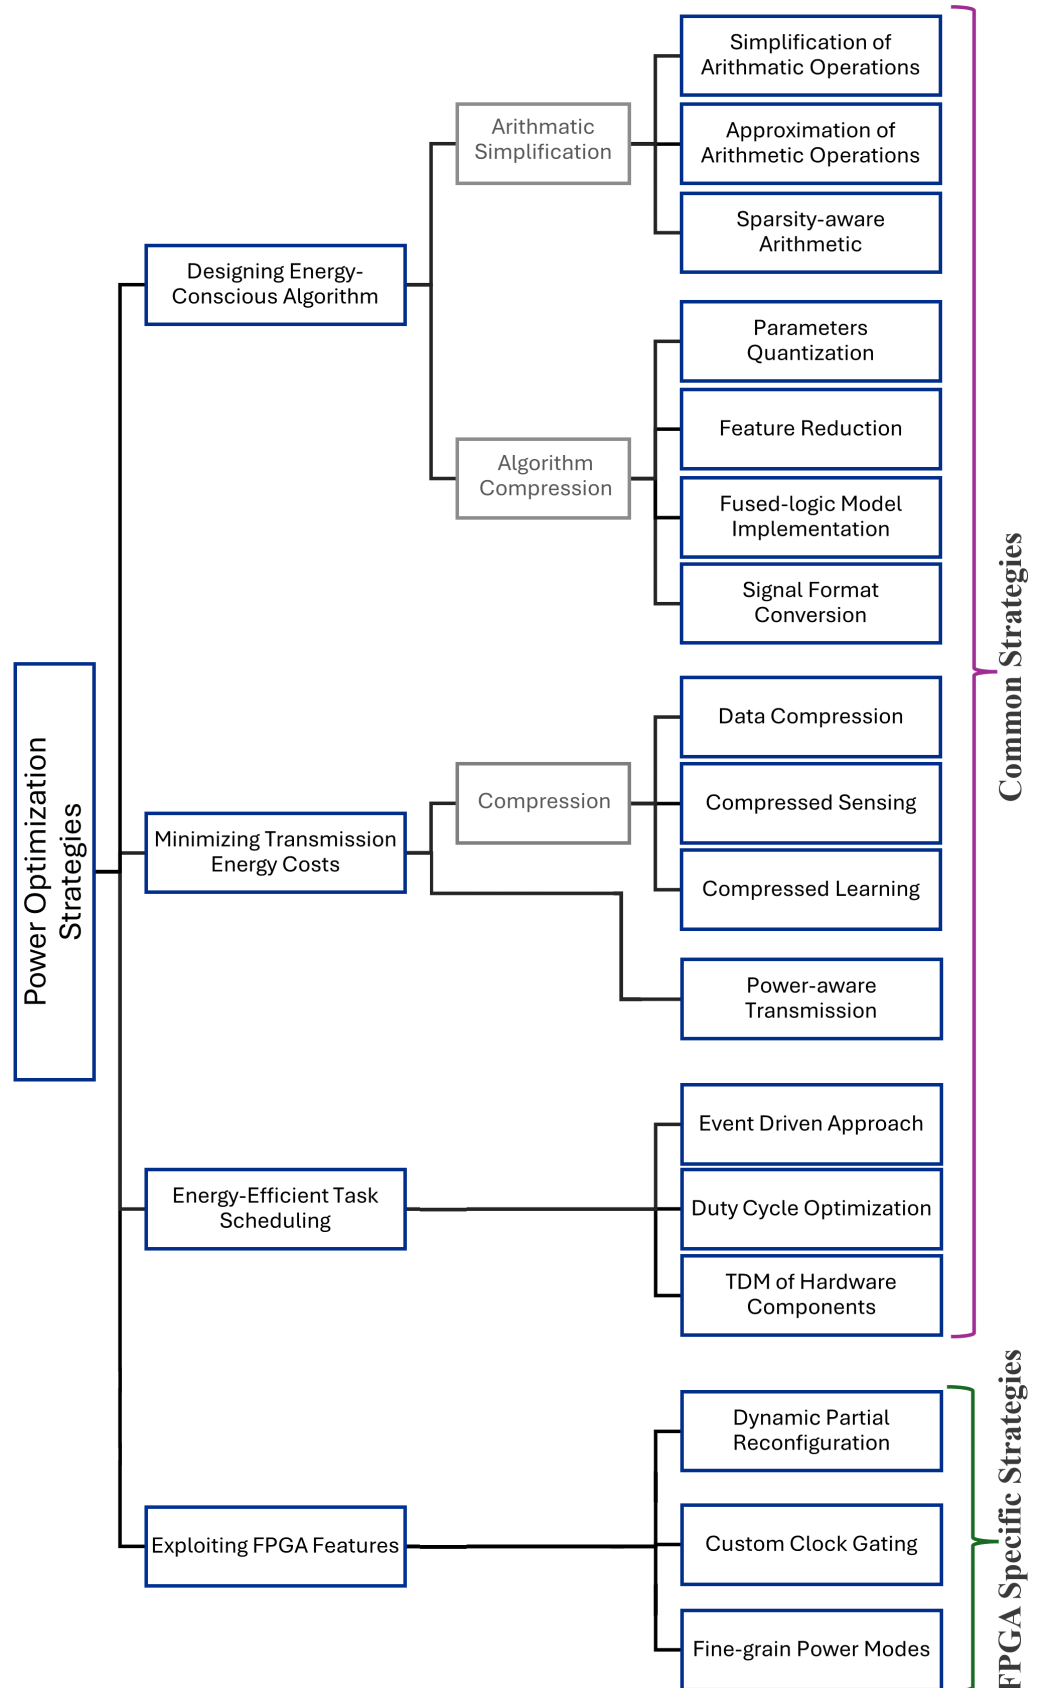 Power Optimization
Strategies
Designing Energy-
Conscious Algorithm
Arithmatic
Simplification
Simplification of
Arithmatic Operations
Approximation of
Arithmetic Operations
Sparsity-aware
Arithmetic
Algorithm
Compression
Parameters
Quantization
Feature Reduction
Fused-logic Model
Implementation
Signal Format
Conversion
Minimizing Transmission
Energy Costs
Compression
Data Compression
Compressed Sensing
Compressed Learning
Power-aware
Transmission
Energy-Efficient Task
Scheduling
Event Driven Approach
Duty Cycle Optimization
TDM of Hardware
Components
Exploiting FPGA Features
Dynamic Partial
Reconfiguration
Custom Clock Gating
Fine-grain Power Modes
Common Strategies
FPGA Specific Strategies